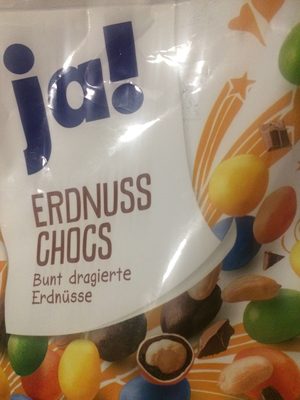 ja!
ERDNUSS
CHOCS
Bunt dragierte
Erdnüsse